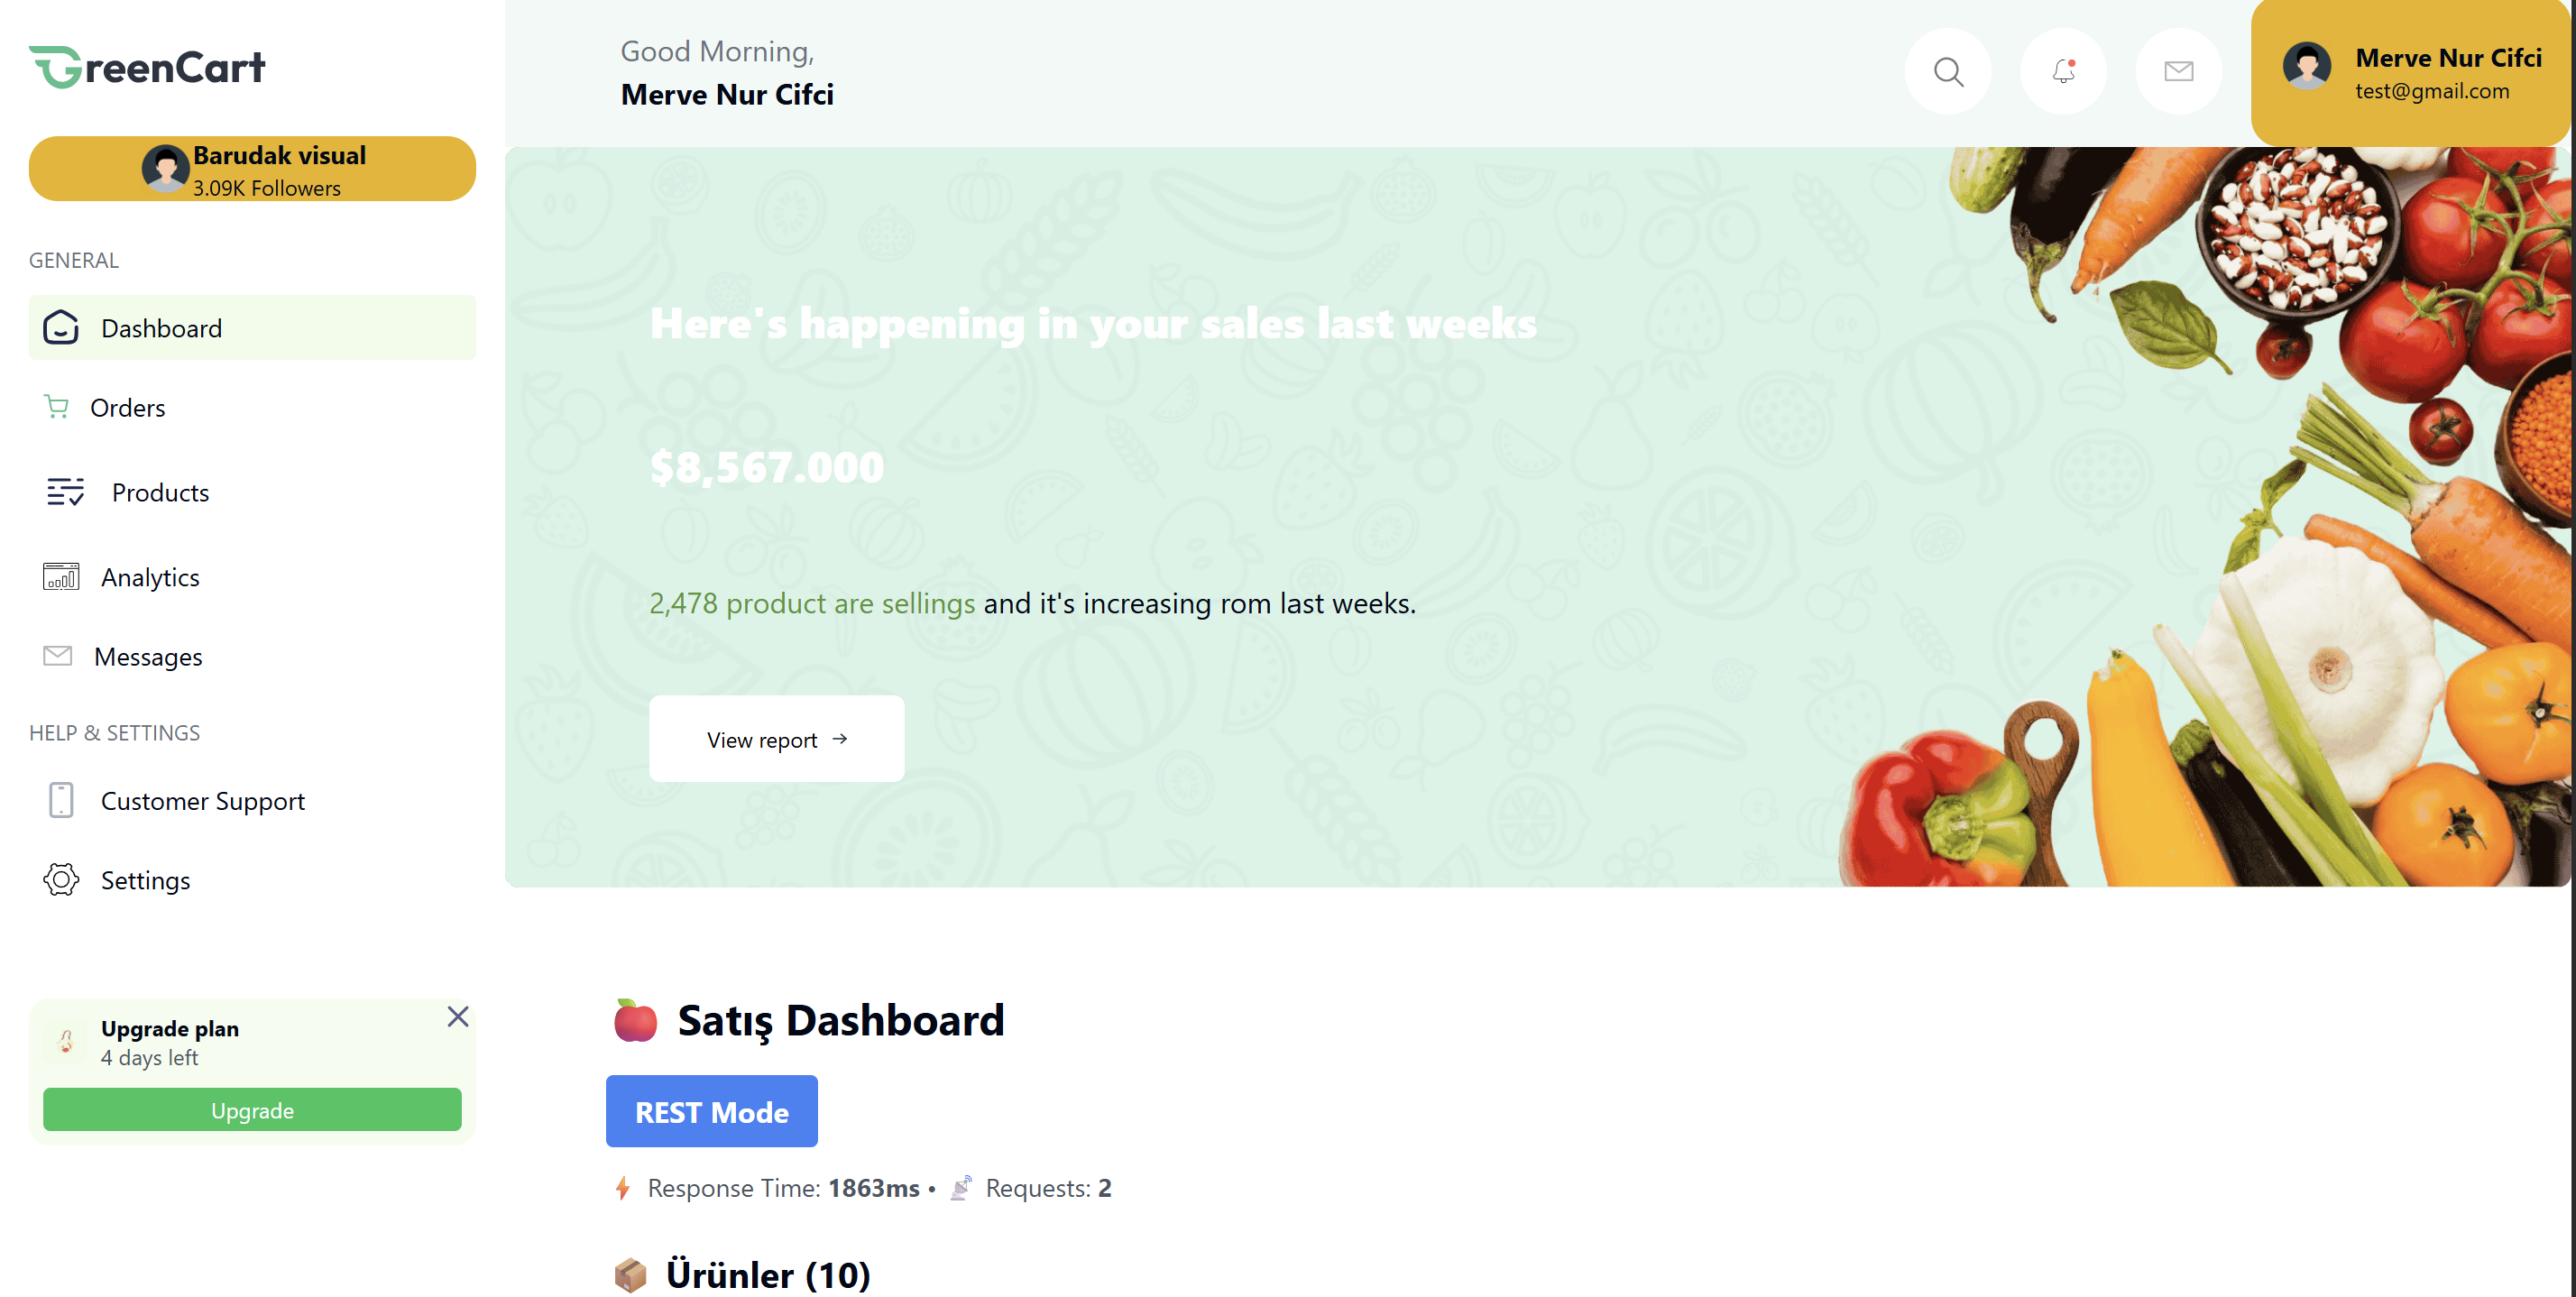 GreenCart
Barudak visual
3.09K Followers
GENERAL
Dashboard
Orders
Products
Analytics
Messages
HELP & SETTINGS
Customer Support
Settings
Upgrade plan
4 days left
Upgrade
Good Morning,
Merve Nur Cifci
Merve Nur Cifci
test@gmail.com
Here's happening in your sales last weeks
$8,567.000
2,478 product are sellings and it's increasing rom last weeks.
View report →
Satış Dashboard
REST Mode
Response Time: 1863ms • Requests: 2
Ürünler (10)